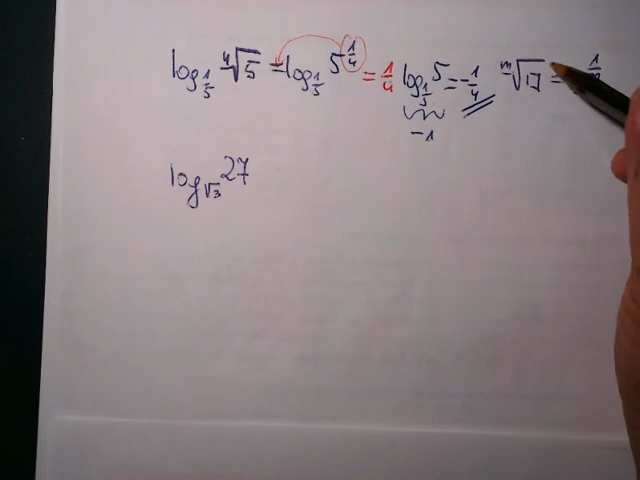 log_{1/5} ⁴√5 = log_{1/5} 5^{1/4} = 1/4 log_{1/5} 5 = -1/4 ᵐ√□ =
-1
log_{√3} 27